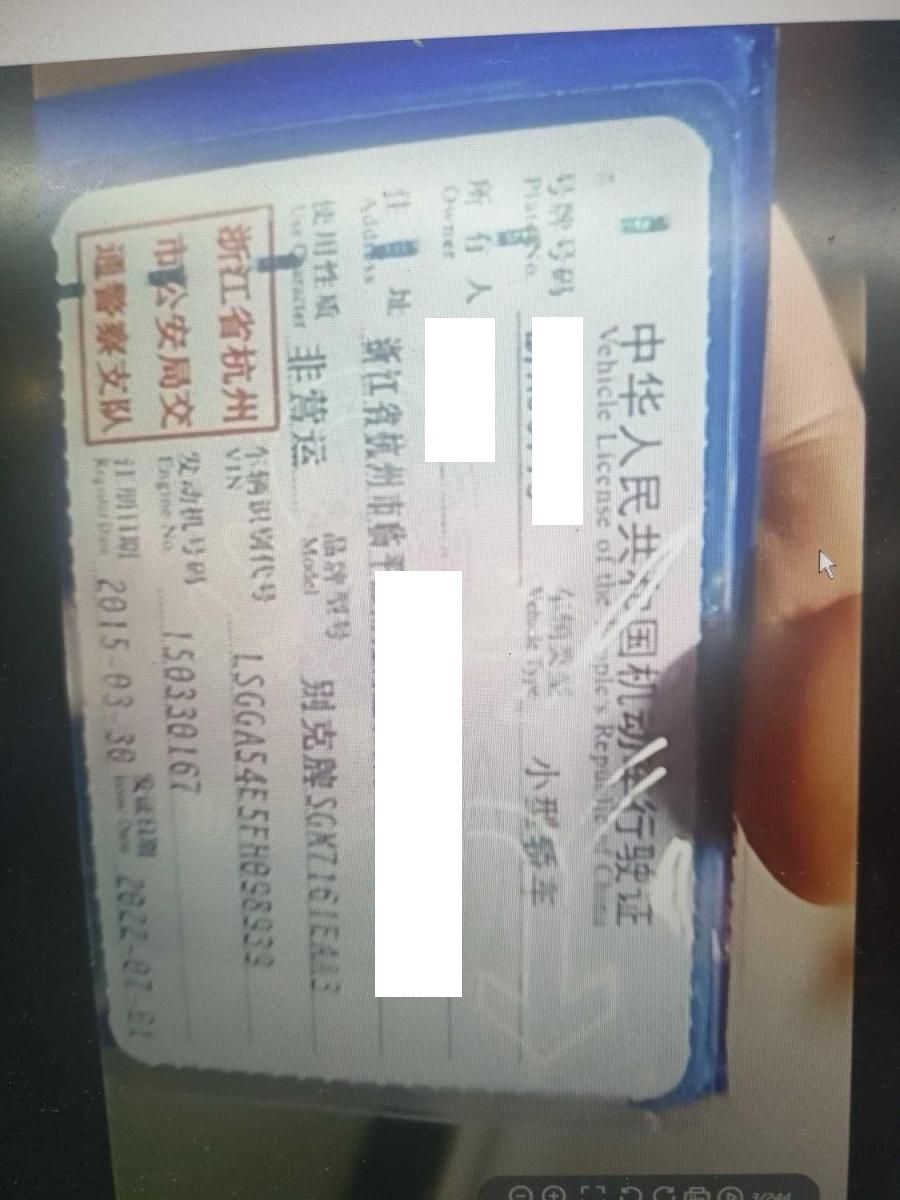 中华人民共和国机动车行驶证
Vehicle License of the People's Republic of China
号牌号码
Plate No.
车辆类型
Vehicle Type
小型轿车
所有人
Owner
住址
Address
浙江省杭州市临平
使用性质
Use Character
非营运
品牌型号
Model
别克牌SGM7161EAA3
浙江省杭州
市公安局交
通警察支队
车辆识别代号
VIN
LSGGA54E5FH098939
发动机号码
Engine No.
150330167
注册日期
Register Date
2015-03-30
发证日期
Issue Date
2022-07-01